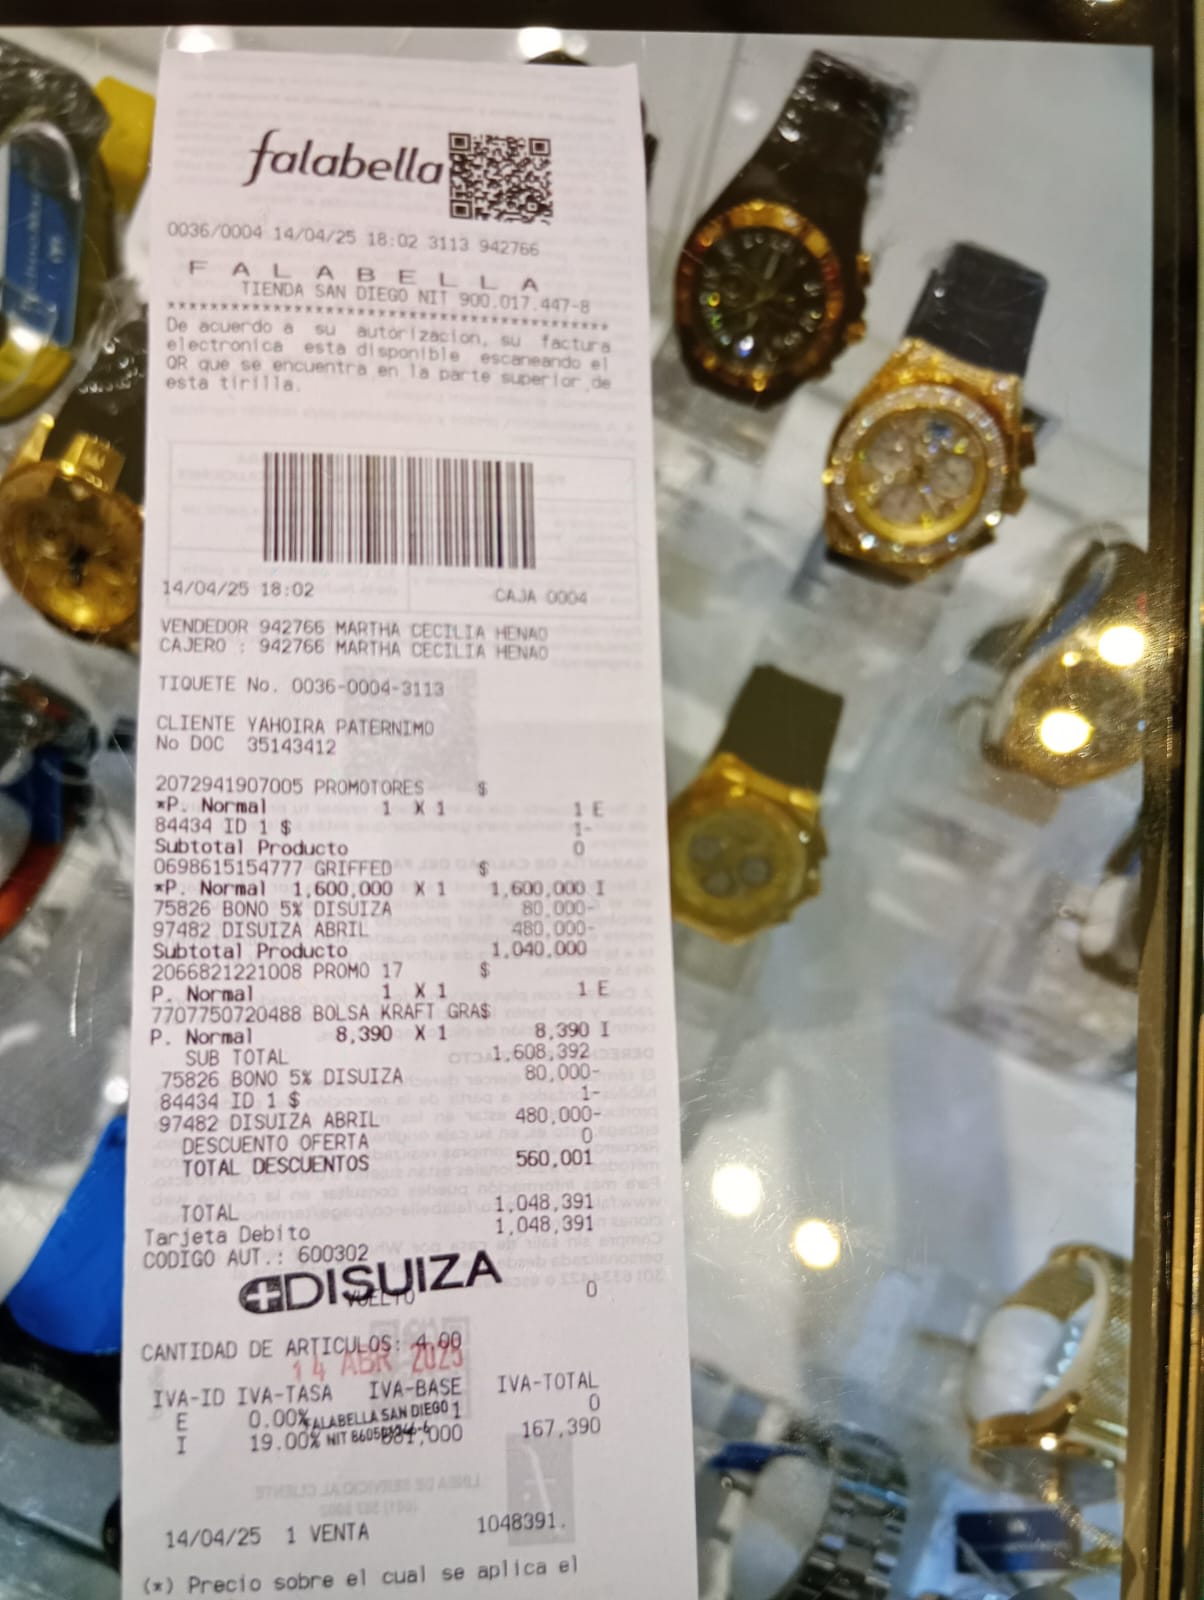 falabella
0036/0004 14/04/25 18:02 3113 942766
F A L A B E L L A
TIENDA SAN DIEGO NIT 900.017.447-8
******************************************
De acuerdo a su autorizacion, su factura
electronica esta disponible escaneando el
QR que se encuentra en la parte superior de
esta tirilla.
14/04/25 18:02 CAJA 0004
VENDEDOR 942766 MARTHA CECILIA HENAO
CAJERO : 942766 MARTHA CECILIA HENAO
TIQUETE No. 0036-0004-3113
CLIENTE YAHOIRA PATERNIMO
No DOC 35143412
2072941907005 PROMOTORES $
*P. Normal 1 X 1 1 E
84434 ID 1 $ 1-
Subtotal Producto 0
0698615154777 GRIFFED $
*P. Normal 1,600,000 X 1 1,600,000 I
75826 BONO 5% DISUIZA 80,000-
97482 DISUIZA ABRIL 480,000-
Subtotal Producto 1,040,000
2066821221008 PROMO 17 $
P. Normal 1 X 1 1 E
7707750720488 BOLSA KRAFT GRA$
P. Normal 8,390 X 1 8,390 I
SUB TOTAL 1,608,392
75826 BONO 5% DISUIZA 80,000-
84434 ID 1 $ 1-
97482 DISUIZA ABRIL 480,000-
DESCUENTO OFERTA 0
TOTAL DESCUENTOS 560,001
TOTAL 1,048,391
Tarjeta Debito 1,048,391
CODIGO AUT.: 600302
DISUIZA
VUELTO 0
CANTIDAD DE ARTICULOS: 4.00
14 ABR 2025
IVA-ID IVA-TASA IVA-BASE IVA-TOTAL
E 0.00% 1 0
FALABELLA SAN DIEGO
I 19.00% 881,000 167,390
NIT
14/04/25 1 VENTA 1048391.
(*) Precio sobre el cual se aplica el